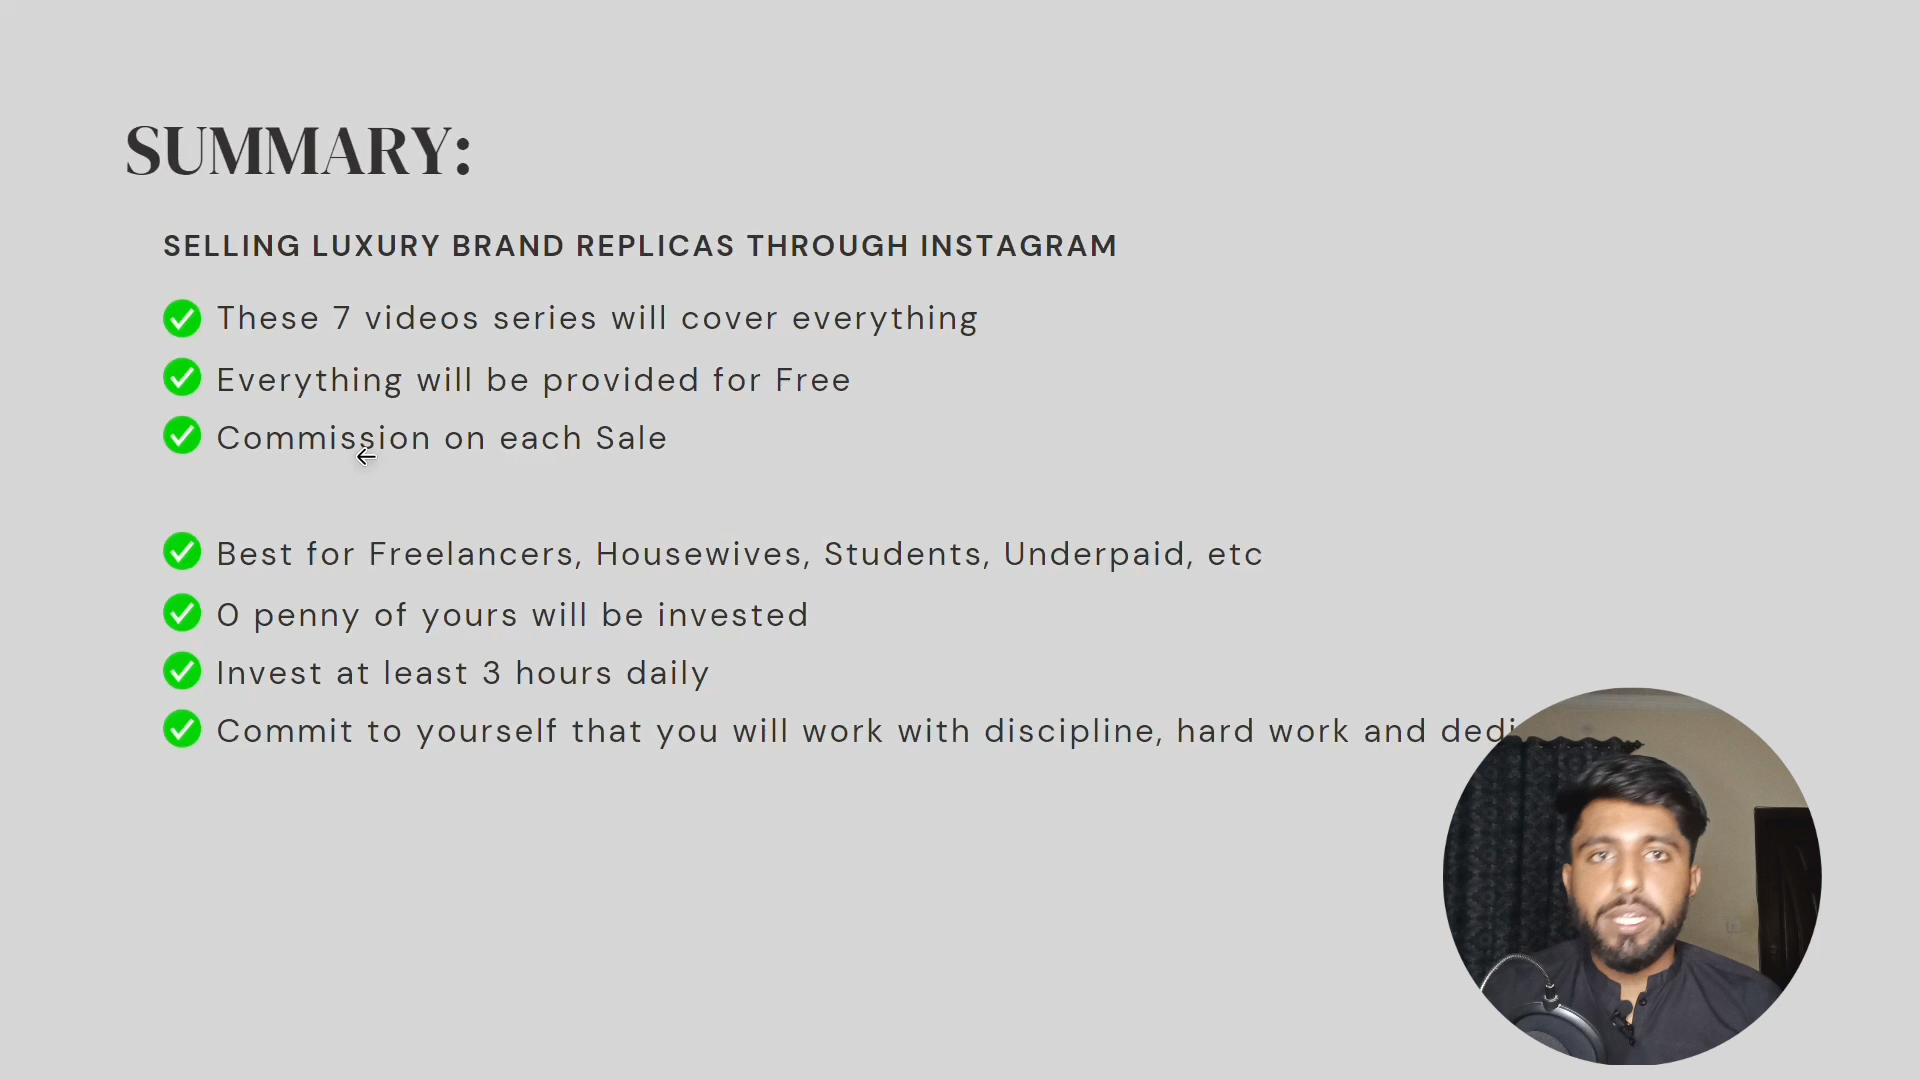 SUMMARY:
SELLING LUXURY BRAND REPLICAS THROUGH INSTAGRAM
These 7 videos series will cover everything
Everything will be provided for Free
Commission on each Sale
Best for Freelancers, Housewives, Students, Underpaid, etc
0 penny of yours will be invested
Invest at least 3 hours daily
Commit to yourself that you will work with discipline, hard work and